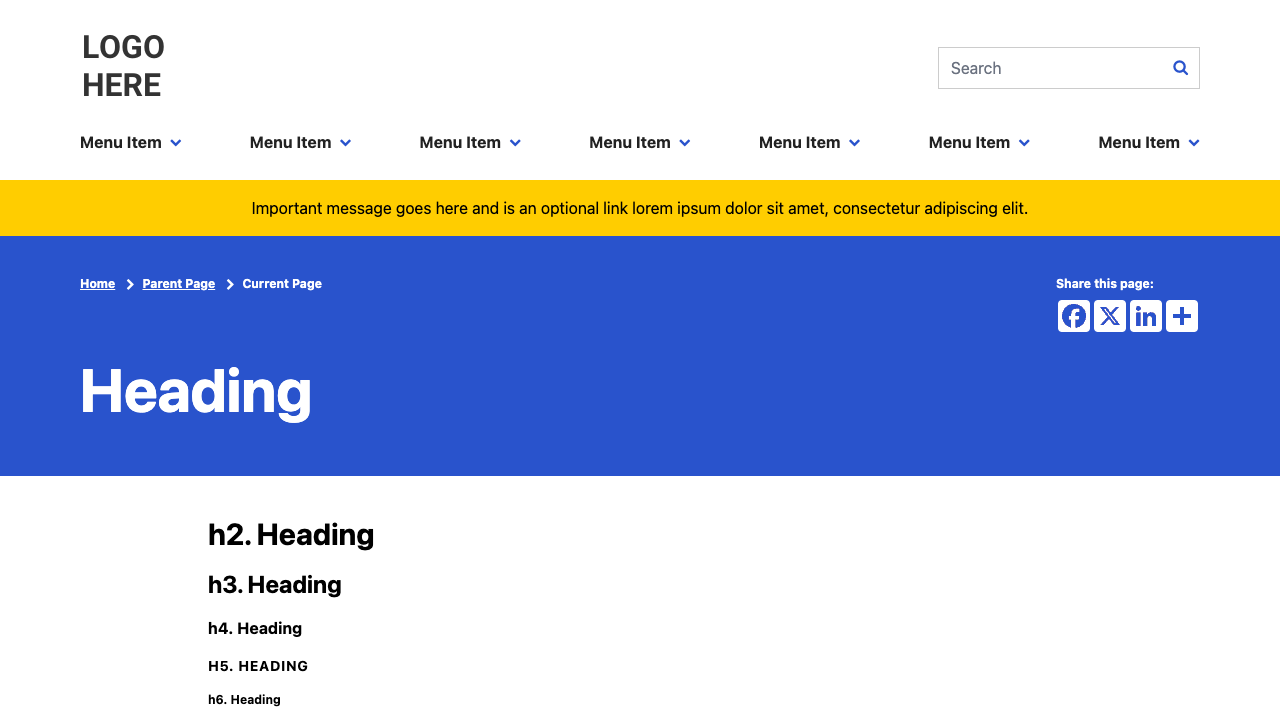 LOGO
HERE
Search
Menu Item Menu Item Menu Item Menu Item Menu Item Menu Item Menu Item
Important message goes here and is an optional link lorem ipsum dolor sit amet, consectetur adipiscing elit.
Home Parent Page Current Page
Share this page:
Heading
h2. Heading
h3. Heading
h4. Heading
H5. HEADING
h6. Heading